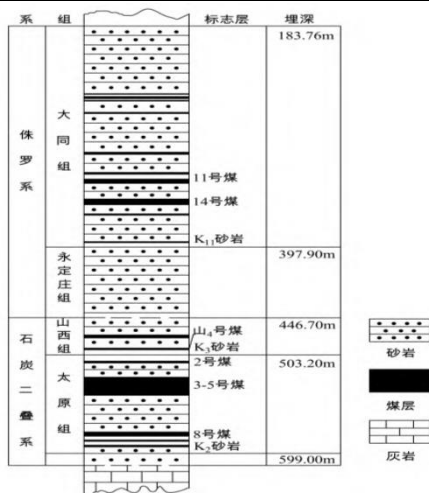 系 组 标志层 埋深
183.76m
侏罗系
大同组
11号煤
14号煤
K₁₁砂岩
永定庄组
397.90m
石炭二叠系
山西组
446.70m
山₄号煤
K₃砂岩
太原组
503.20m
2号煤
3-5号煤
8号煤
K₂砂岩
599.00m
砂岩
煤层
灰岩